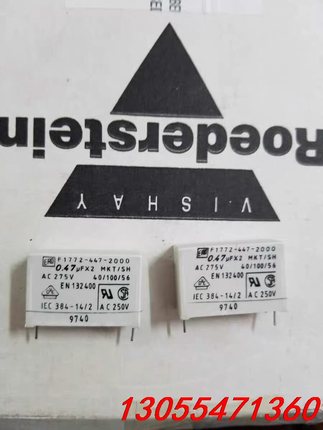 Roederstein
VISHAY
F1772-447-2000
0.47µFX2 MKT/SH
AC 275V 40/100/56
EN 132400
IEC 384-14/2 AC 250V
9740
F1772-447-2000
0.47µFX2 MKT/SH
AC 275V 40/100/56
EN 132400
IEC 384-14/2 AC 250V
9740
13055471360